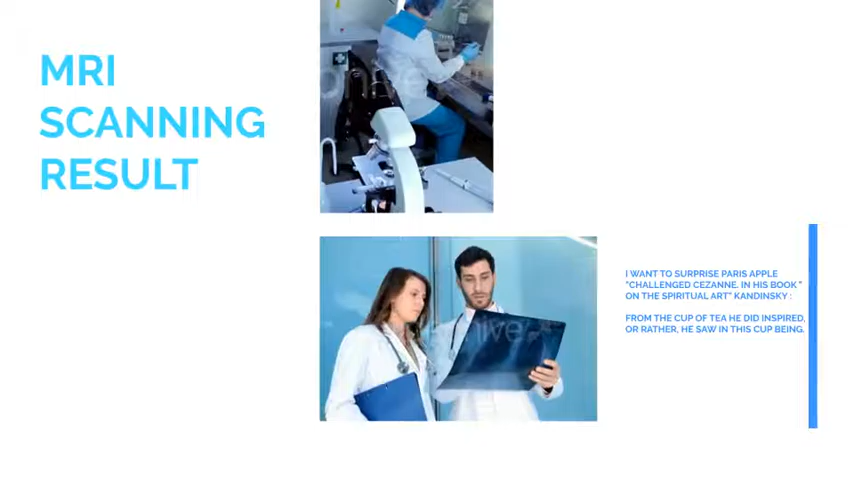 MRI
SCANNING
RESULT
I WANT TO SURPRISE PARIS APPLE
"CHALLENGED CEZANNE. IN HIS BOOK "
ON THE SPIRITUAL ART" KANDINSKY :
FROM THE CUP OF TEA HE DID INSPIRED,
OR RATHER, HE SAW IN THIS CUP BEING.